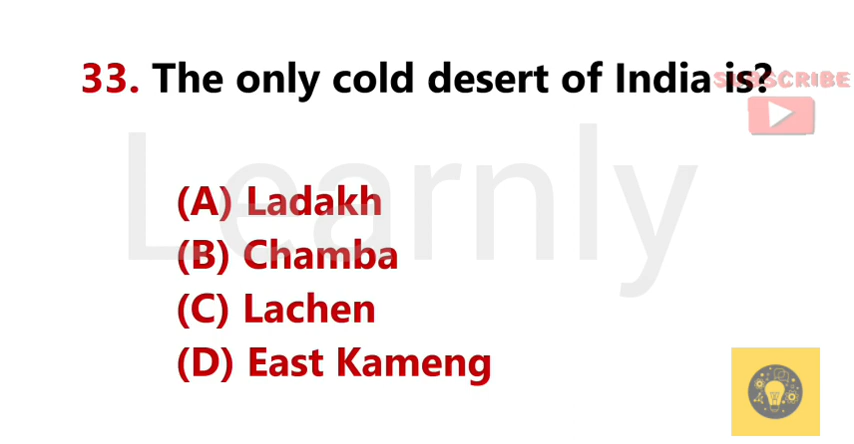 33. The only cold desert of India is?
SUBSCRIBE
Learnly
(A) Ladakh
(B) Chamba
(C) Lachen
(D) East Kameng